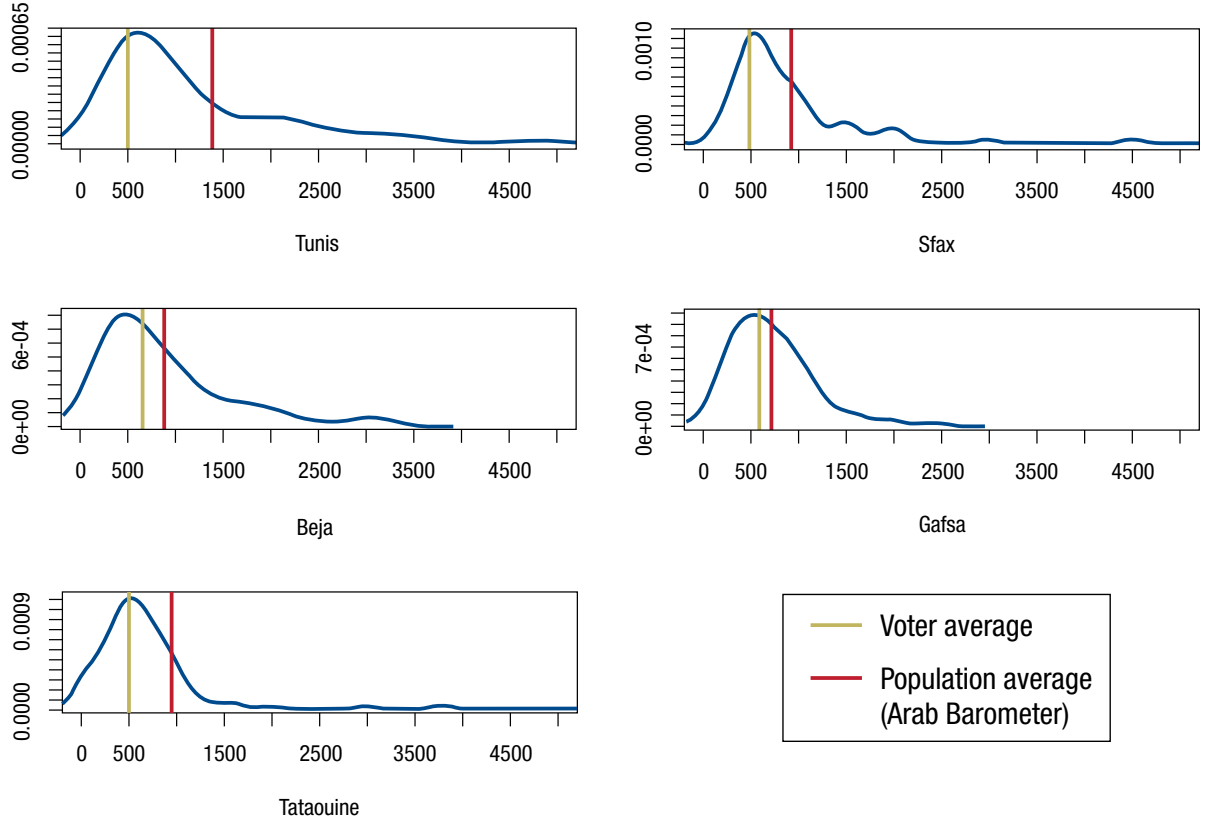 0.00065
0.00000
0 500 1500 2500 3500 4500
Tunis
0.0010
0.0000
0 500 1500 2500 3500 4500
Sfax
6e-04
0e+00
0 500 1500 2500 3500 4500
Beja
7e-04
0e+00
0 500 1500 2500 3500 4500
Gafsa
0.0009
0.0000
0 500 1500 2500 3500 4500
Tataouine
Voter average
Population average
(Arab Barometer)